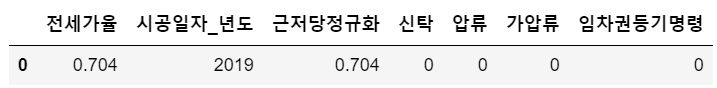 전세가율 시공일자_년도 근저당정규화 신탁 압류 가압류 임차권등기명령
0 0.704 2019 0.704 0 0 0 0